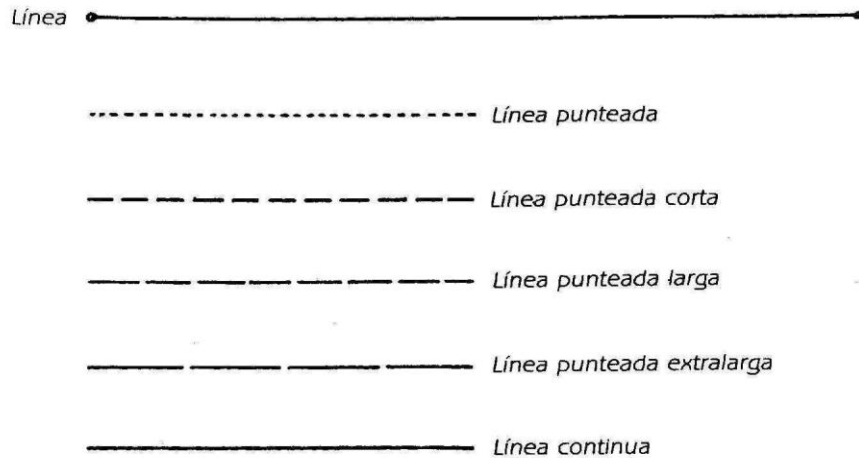 Línea
Línea punteada
Línea punteada corta
Línea punteada larga
Línea punteada extralarga
Línea continua